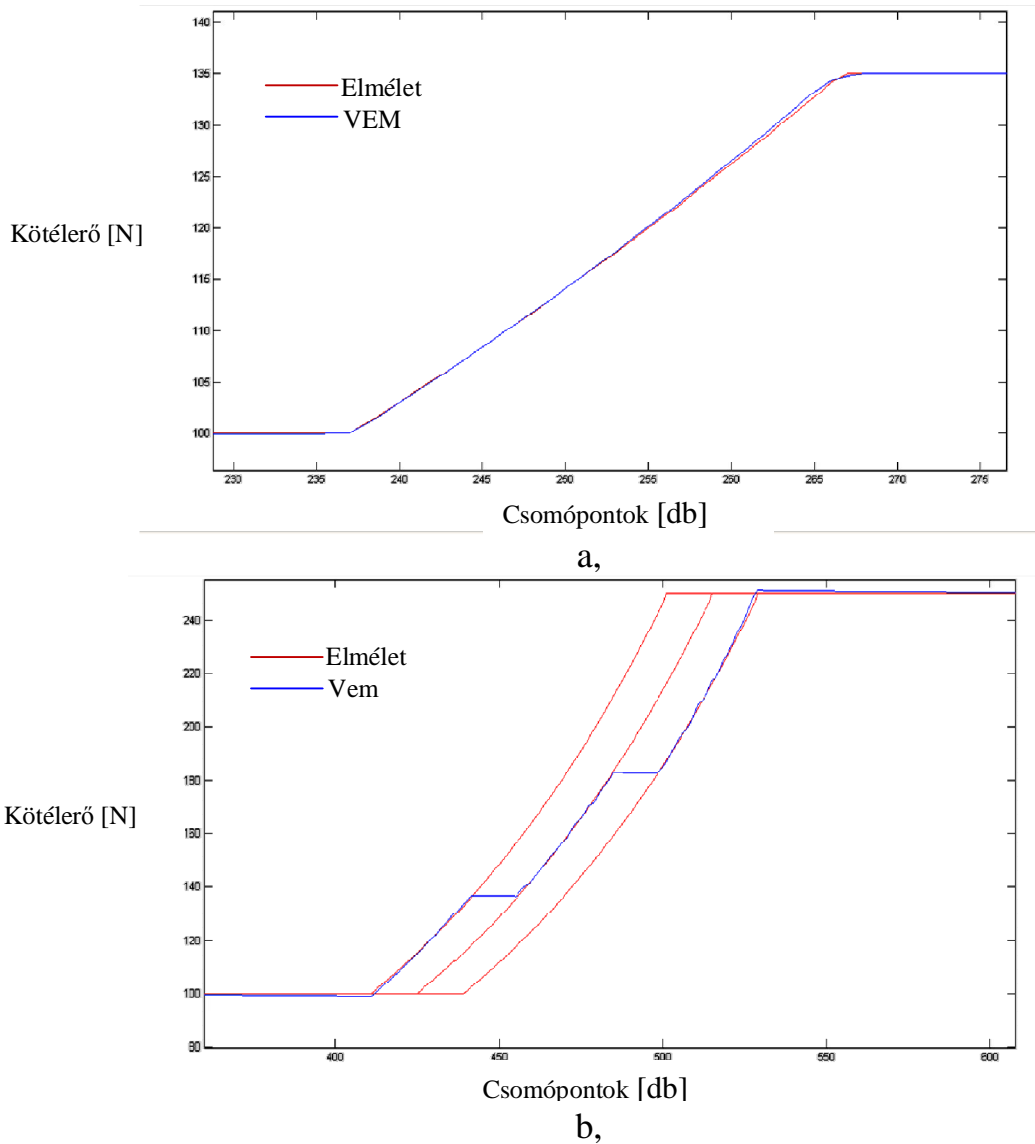 140
135
Elmélet
VEM
130
125
Kötélerő [N]
120
115
110
105
100
230 235 240 245 250 255 260 265 270 275
Csomópontok [db]
a,
240
Elmélet
Vem
220
200
180
Kötélerő [N]
160
140
120
100
80
400 450 500 550 600
Csomópontok [db]
b,